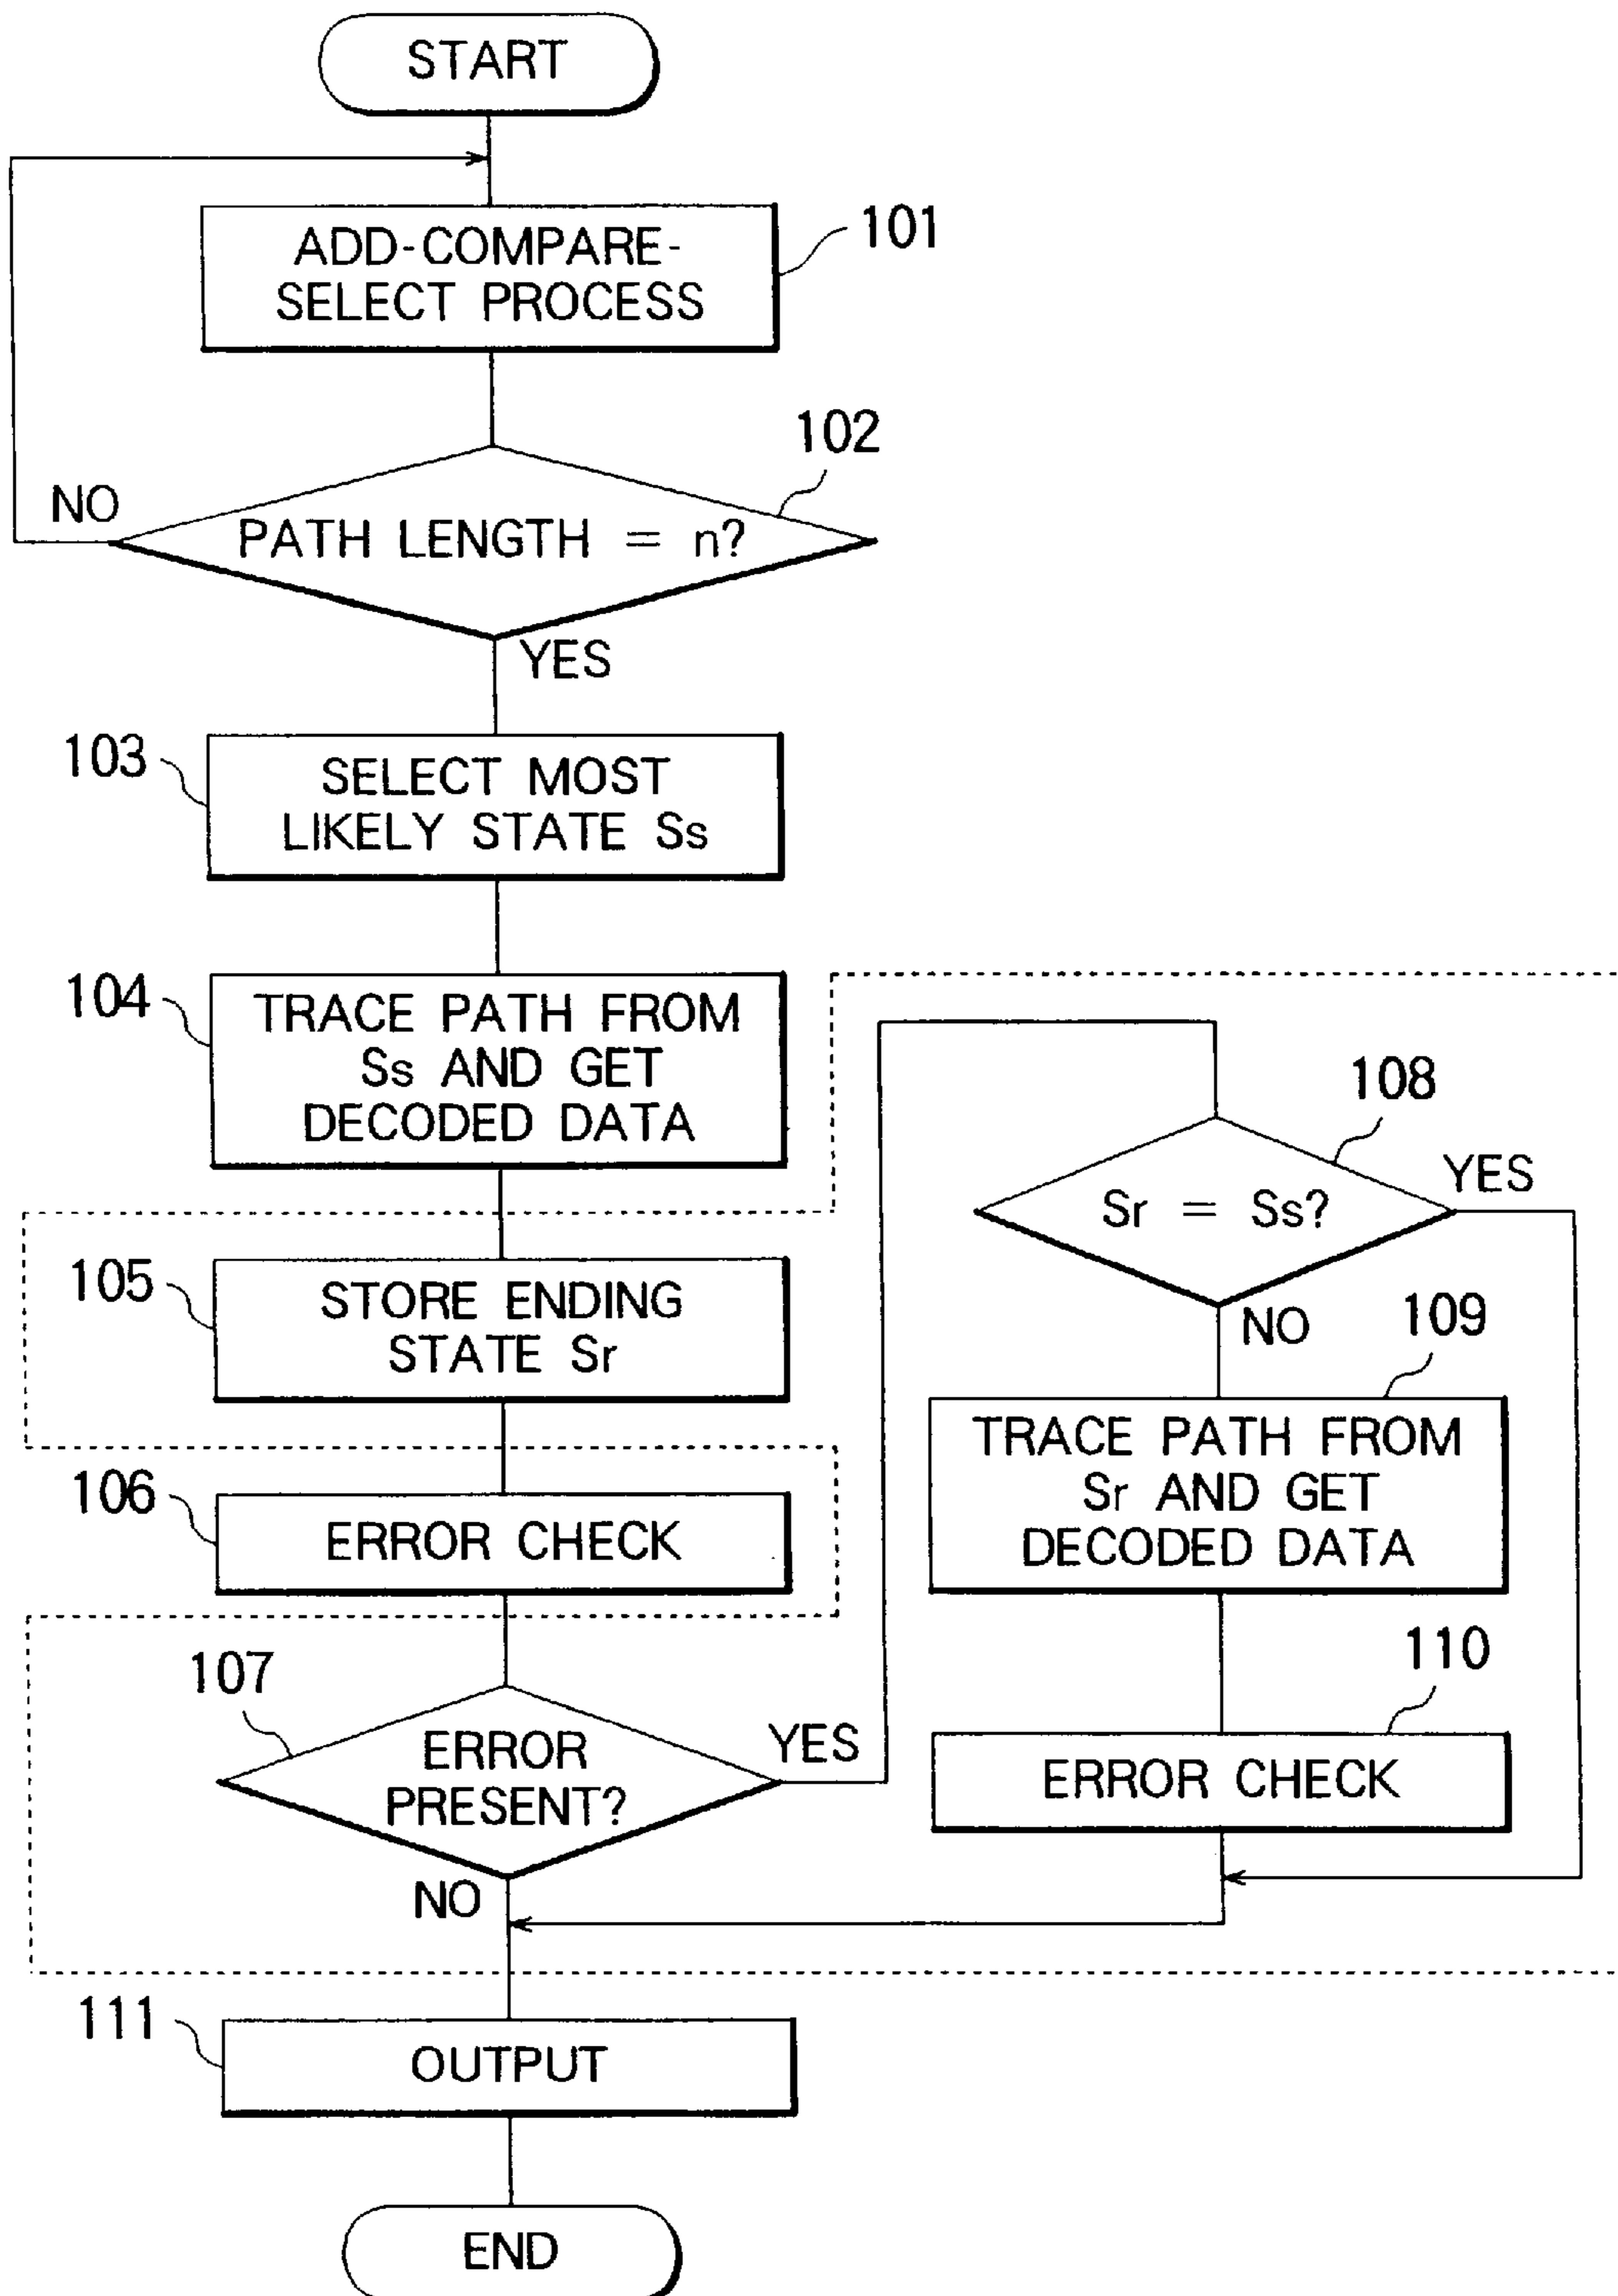 START
ADD-COMPARE-
SELECT PROCESS
101
102
NO
PATH LENGTH = n?
YES
103
SELECT MOST
LIKELY STATE Ss
104
TRACE PATH FROM
Ss AND GET
DECODED DATA
105
STORE ENDING
STATE Sr
106
ERROR CHECK
107
ERROR
PRESENT?
YES
NO
108
Sr = Ss?
YES
NO
109
TRACE PATH FROM
Sr AND GET
DECODED DATA
110
ERROR CHECK
111
OUTPUT
END